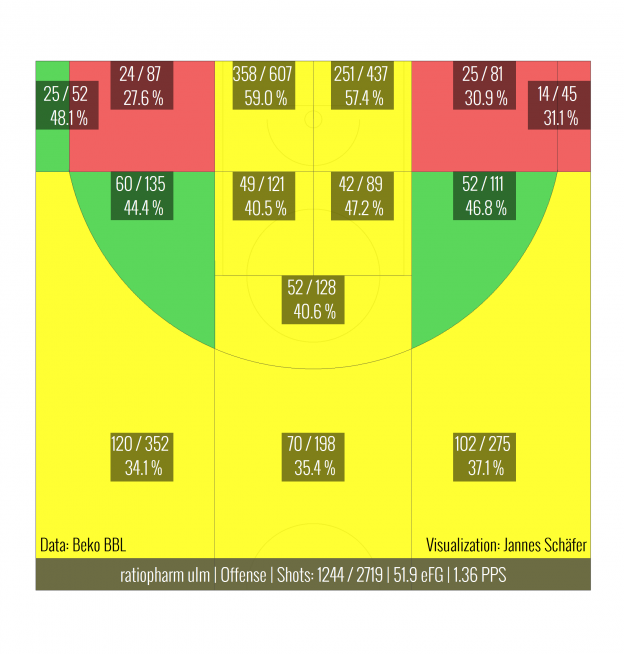 24 / 87
27.6 %
358 / 607
59.0 %
251 / 437
57.4 %
25 / 81
30.9 %
25 / 52
48.1 %
14 / 45
31.1 %
60 / 135
44.4 %
49 / 121
40.5 %
42 / 89
47.2 %
52 / 111
46.8 %
52 / 128
40.6 %
120 / 352
34.1 %
70 / 198
35.4 %
102 / 275
37.1 %
Data: Beko BBL
Visualization: Jannes Schäfer
ratiopharm ulm | Offense | Shots: 1244 / 2719 | 51.9 eFG | 1.36 PPS